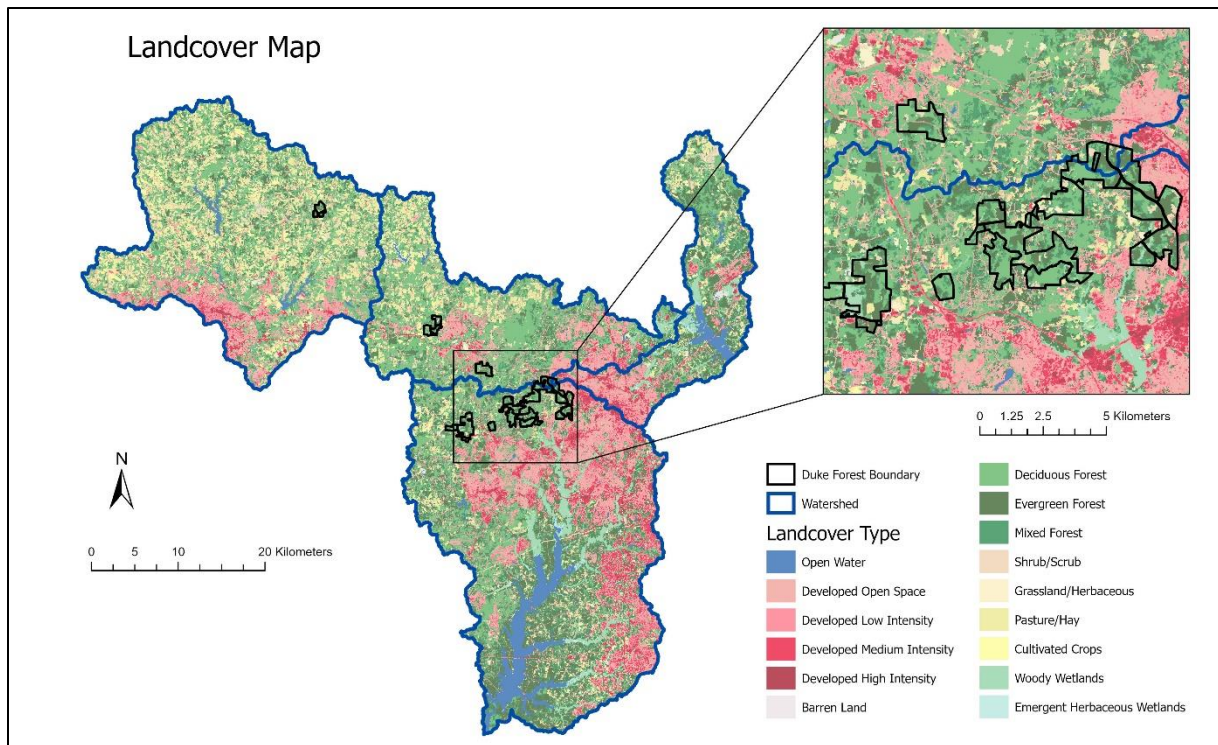 Landcover Map
N
0 5 10 20 Kilometers
0 1.25 2.5 5 Kilometers
Duke Forest Boundary
Watershed
Landcover Type
Open Water
Developed Open Space
Developed Low Intensity
Developed Medium Intensity
Developed High Intensity
Barren Land
Deciduous Forest
Evergreen Forest
Mixed Forest
Shrub/Scrub
Grassland/Herbaceous
Pasture/Hay
Cultivated Crops
Woody Wetlands
Emergent Herbaceous Wetlands